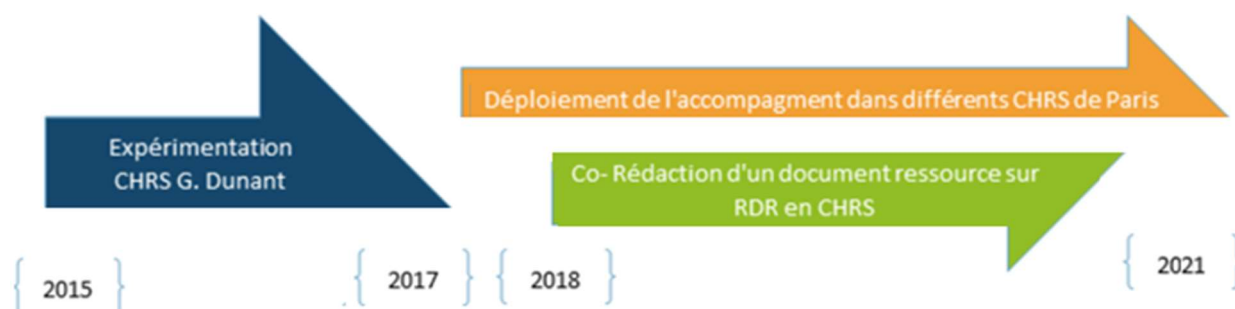 Expérimentation
CHRS G. Dunant
Déploiement de l'accompagment dans différents CHRS de Paris
Co- Rédaction d'un document ressource sur
RDR en CHRS
2015
2017
2018
2021